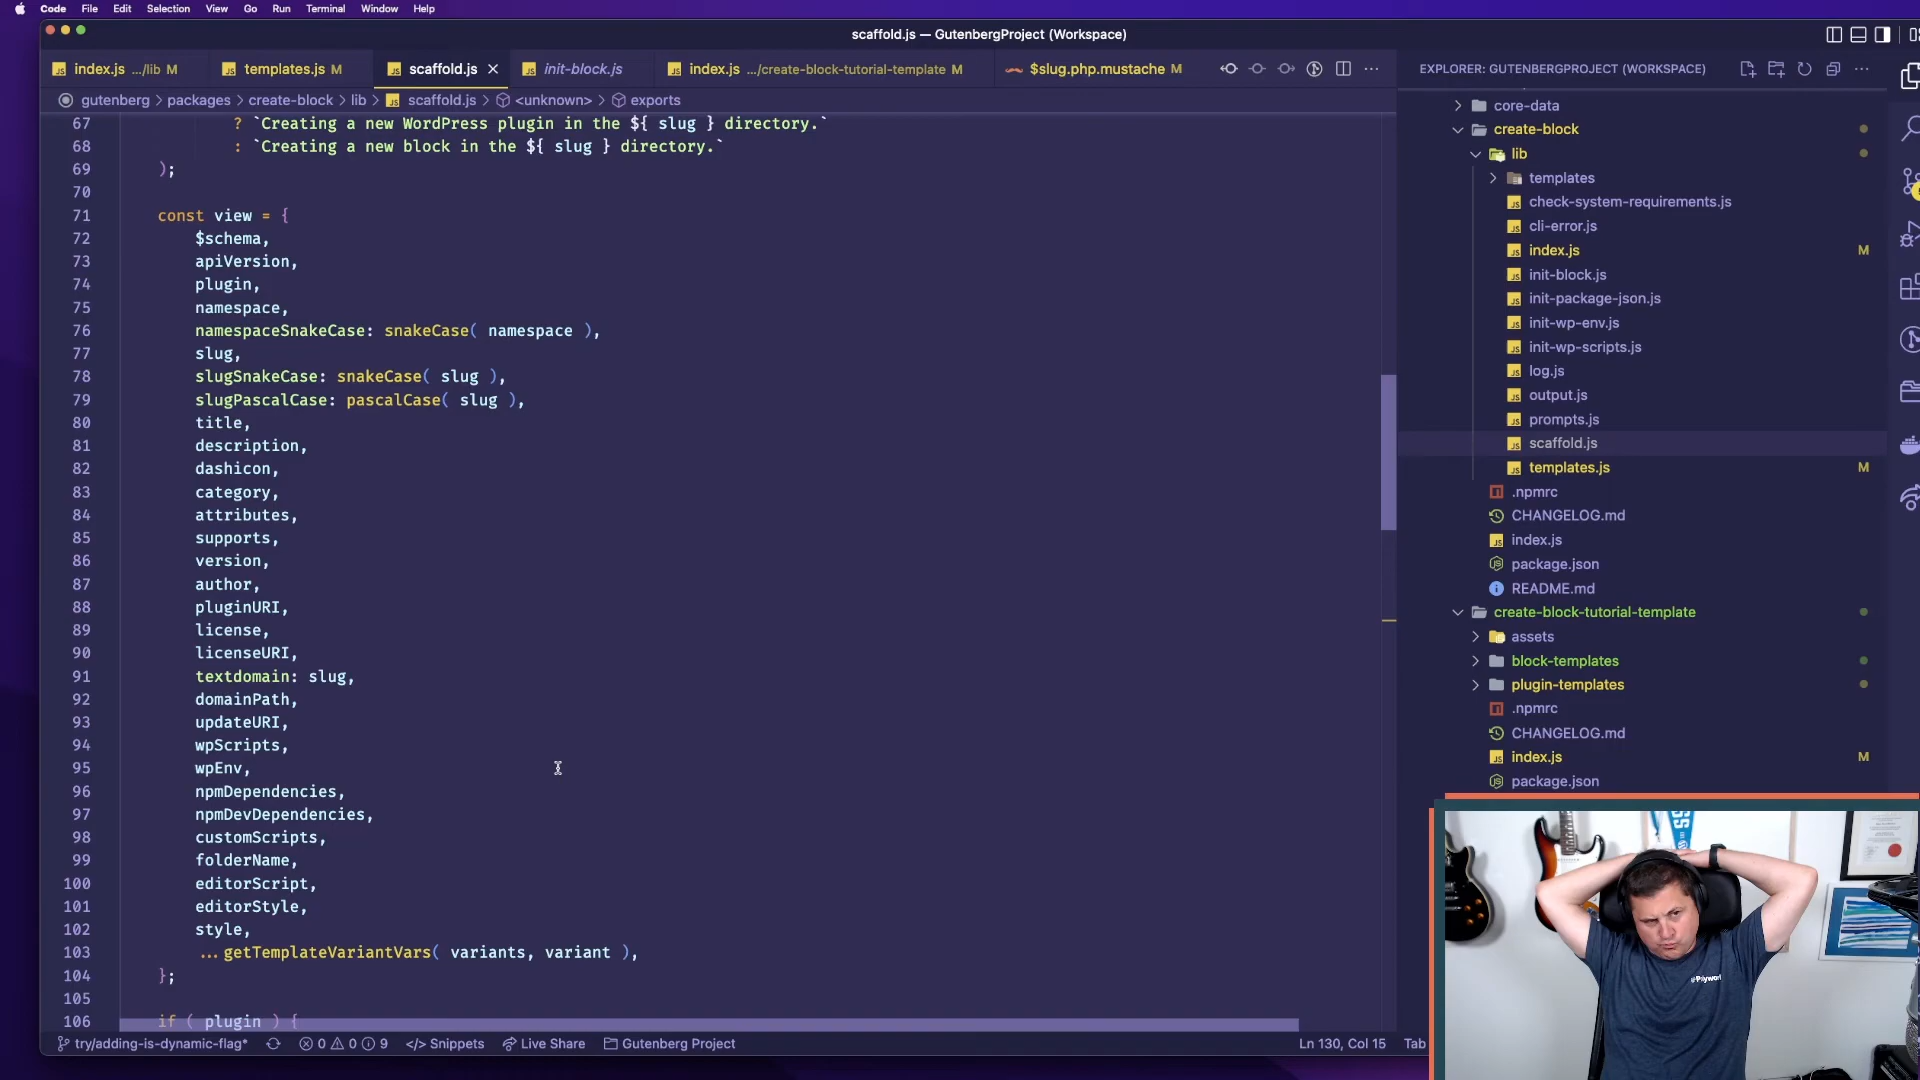 Code File Edit Selection View Go Run Terminal Window Help
scaffold.js — GutenbergProject (Workspace)
index.js .../lib M
templates.js M
scaffold.js
init-block.js
index.js .../create-block-tutorial-template M
$slug.php.mustache M
gutenberg > packages > create-block > lib > scaffold.js > <unknown> > exports
67 ? `Creating a new WordPress plugin in the ${ slug } directory.`
68 : `Creating a new block in the ${ slug } directory.`
69 );
70
71 const view = {
72 $schema,
73 apiVersion,
74 plugin,
75 namespace,
76 namespaceSnakeCase: snakeCase( namespace ),
77 slug,
78 slugSnakeCase: snakeCase( slug ),
79 slugPascalCase: pascalCase( slug ),
80 title,
81 description,
82 dashicon,
83 category,
84 attributes,
85 supports,
86 version,
87 author,
88 pluginURI,
89 license,
90 licenseURI,
91 textdomain: slug,
92 domainPath,
93 updateURI,
94 wpScripts,
95 wpEnv,
96 npmDependencies,
97 npmDevDependencies,
98 customScripts,
99 folderName,
100 editorScript,
101 editorStyle,
102 style,
103 ...getTemplateVariantVars( variants, variant ),
104 };
105
106 if ( plugin ) {
try/adding-is-dynamic-flag* 0 0 9 </> Snippets Live Share Gutenberg Project Ln 130, Col 15 Tab
EXPLORER: GUTENBERGPROJECT (WORKSPACE)
core-data
create-block
lib
templates
check-system-requirements.js
cli-error.js
index.js M
init-block.js
init-package-json.js
init-wp-env.js
init-wp-scripts.js
log.js
output.js
prompts.js
scaffold.js
templates.js M
.npmrc
CHANGELOG.md
index.js
package.json
README.md
create-block-tutorial-template
assets
block-templates
plugin-templates
.npmrc
CHANGELOG.md
index.js M
package.json